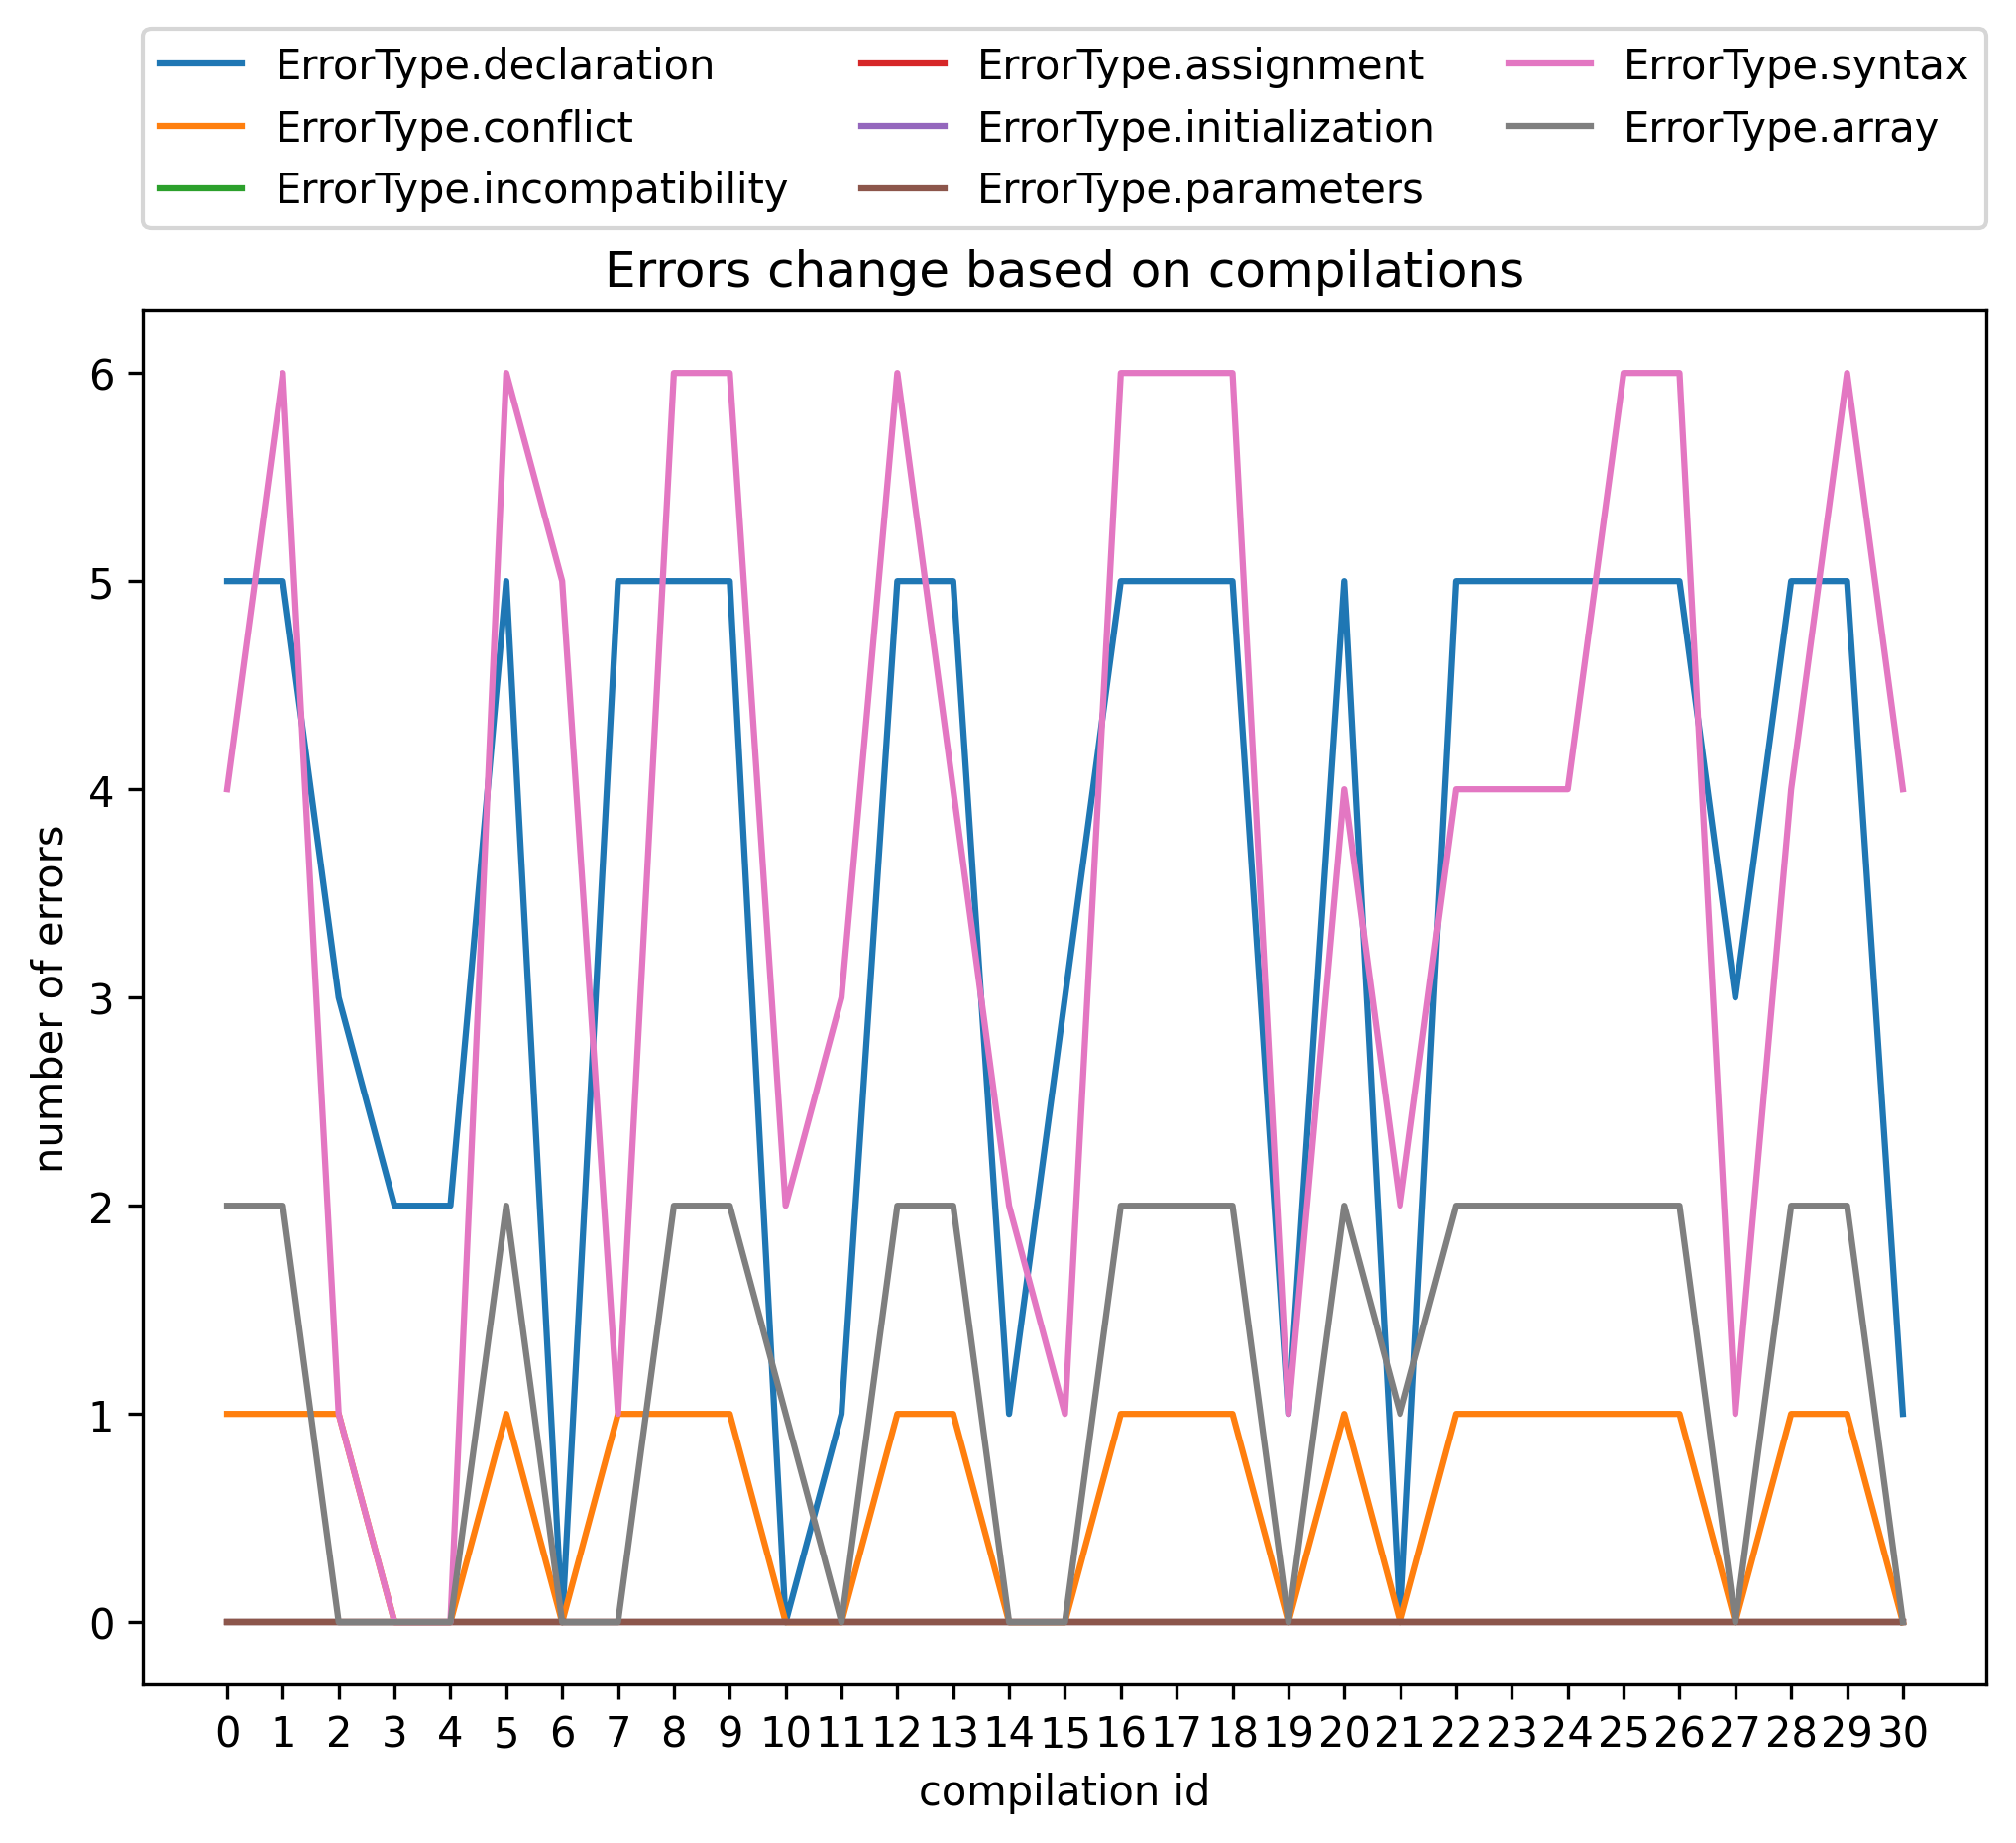 ErrorType.declaration ErrorType.assignment ErrorType.syntax
ErrorType.conflict ErrorType.initialization ErrorType.array
ErrorType.incompatibility ErrorType.parameters
Errors change based on compilations
6
5
4
3
2
1
0
number of errors
0 1 2 3 4 5 6 7 8 9 10 11 12 13 14 15 16 17 18 19 20 21 22 23 24 25 26 27 28 29 30
compilation id